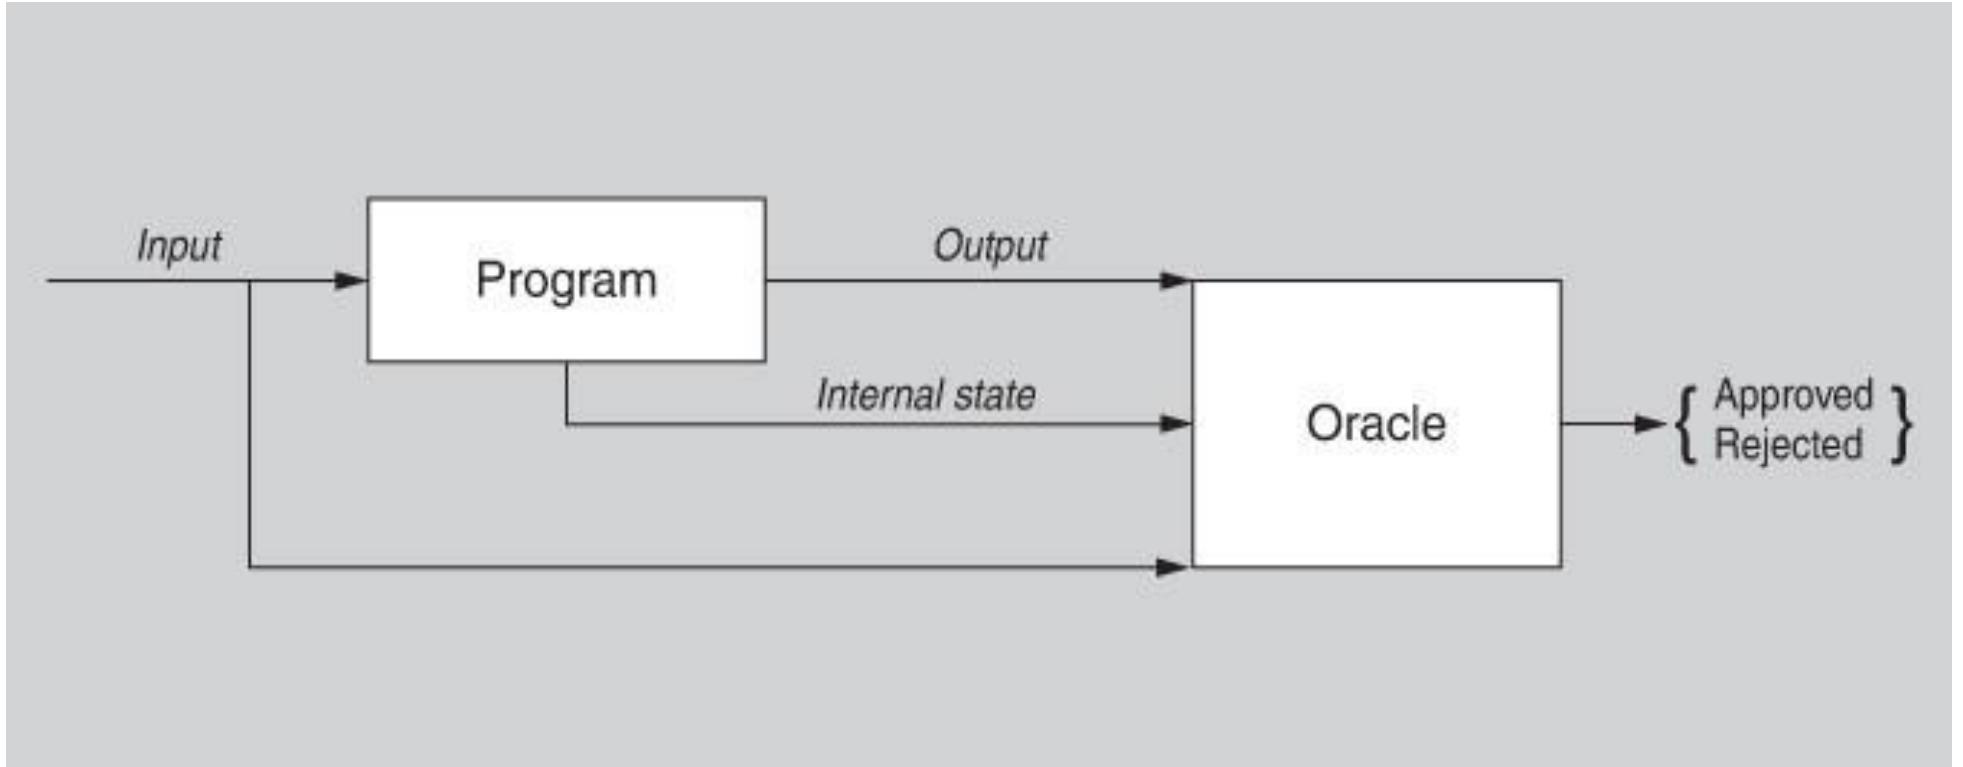 Input
Program
Output
Internal state
Oracle
{ Approved }
Rejected